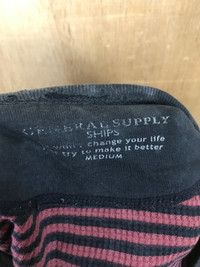 GENERAL SUPPLY
SHIPS
change your life
try to make it better
MEDIUM